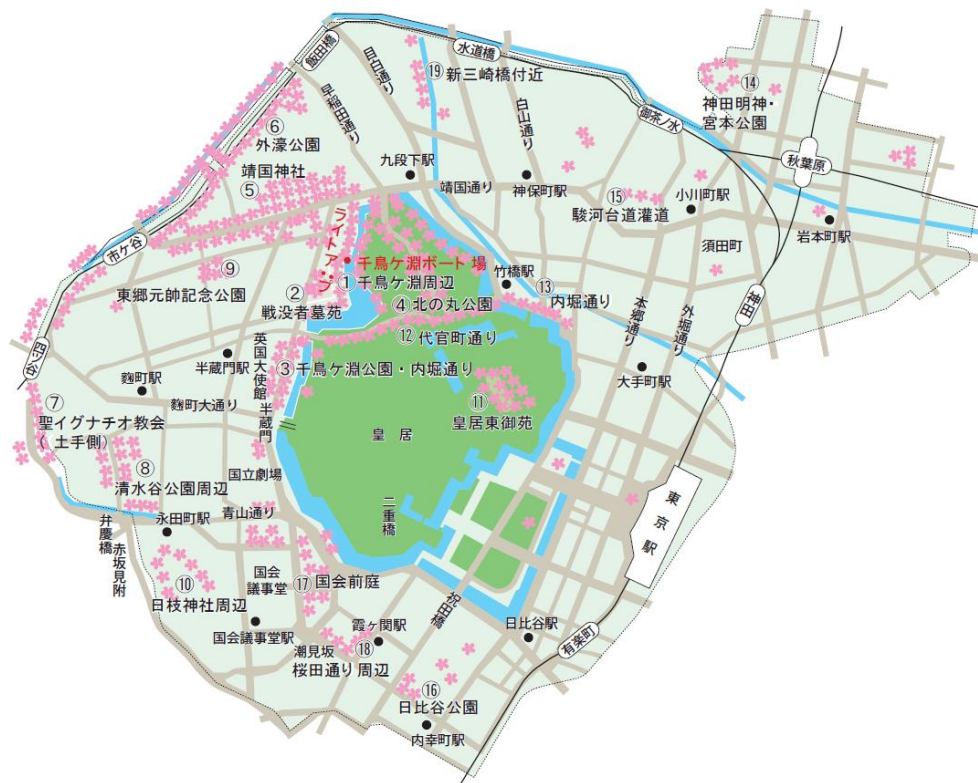 飯田橋
目白通り
早稲田通り
水道橋
⑲
新三崎橋付近
白山通り
⑭
神田明神・
宮本公園
御茶ノ水
秋葉原
⑥
外濠公園
靖国神社
⑤
九段下駅
靖国通り
神保町駅
⑮
駿河台道灌道
小川町駅
岩本町駅
須田町
市ケ谷
ライトアップ
千鳥ケ淵ボート場
①
千鳥ケ淵周辺
竹橋駅
⑬
内堀通り
⑨
東郷元帥記念公園
②
戦没者墓苑
④北の丸公園
⑫
代官町通り
本郷通り
外堀通り
神田
四ツ谷
英国大使館
半蔵門駅
③千鳥ケ淵公園・内堀通り
大手町駅
麹町駅
麹町大通り
半蔵門
⑦
聖イグナチオ教会
(土手側)
⑪
皇居東御苑
皇居
⑧
清水谷公園周辺
国立劇場
二重橋
東京駅
永田町駅
青山通り
弁慶橋
赤坂見附
⑩
日枝神社周辺
国会
議事堂
⑰
国会前庭
祝田橋
国会議事堂駅
霞ヶ関駅
日比谷駅
有楽町
潮見坂
⑱
桜田通り周辺
⑯
日比谷公園
内幸町駅